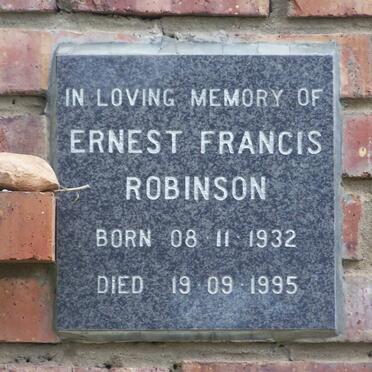 IN LOVING MEMORY OF
ERNEST FRANCIS
ROBINSON
BORN 08·11·1932
DIED 19·09·1995